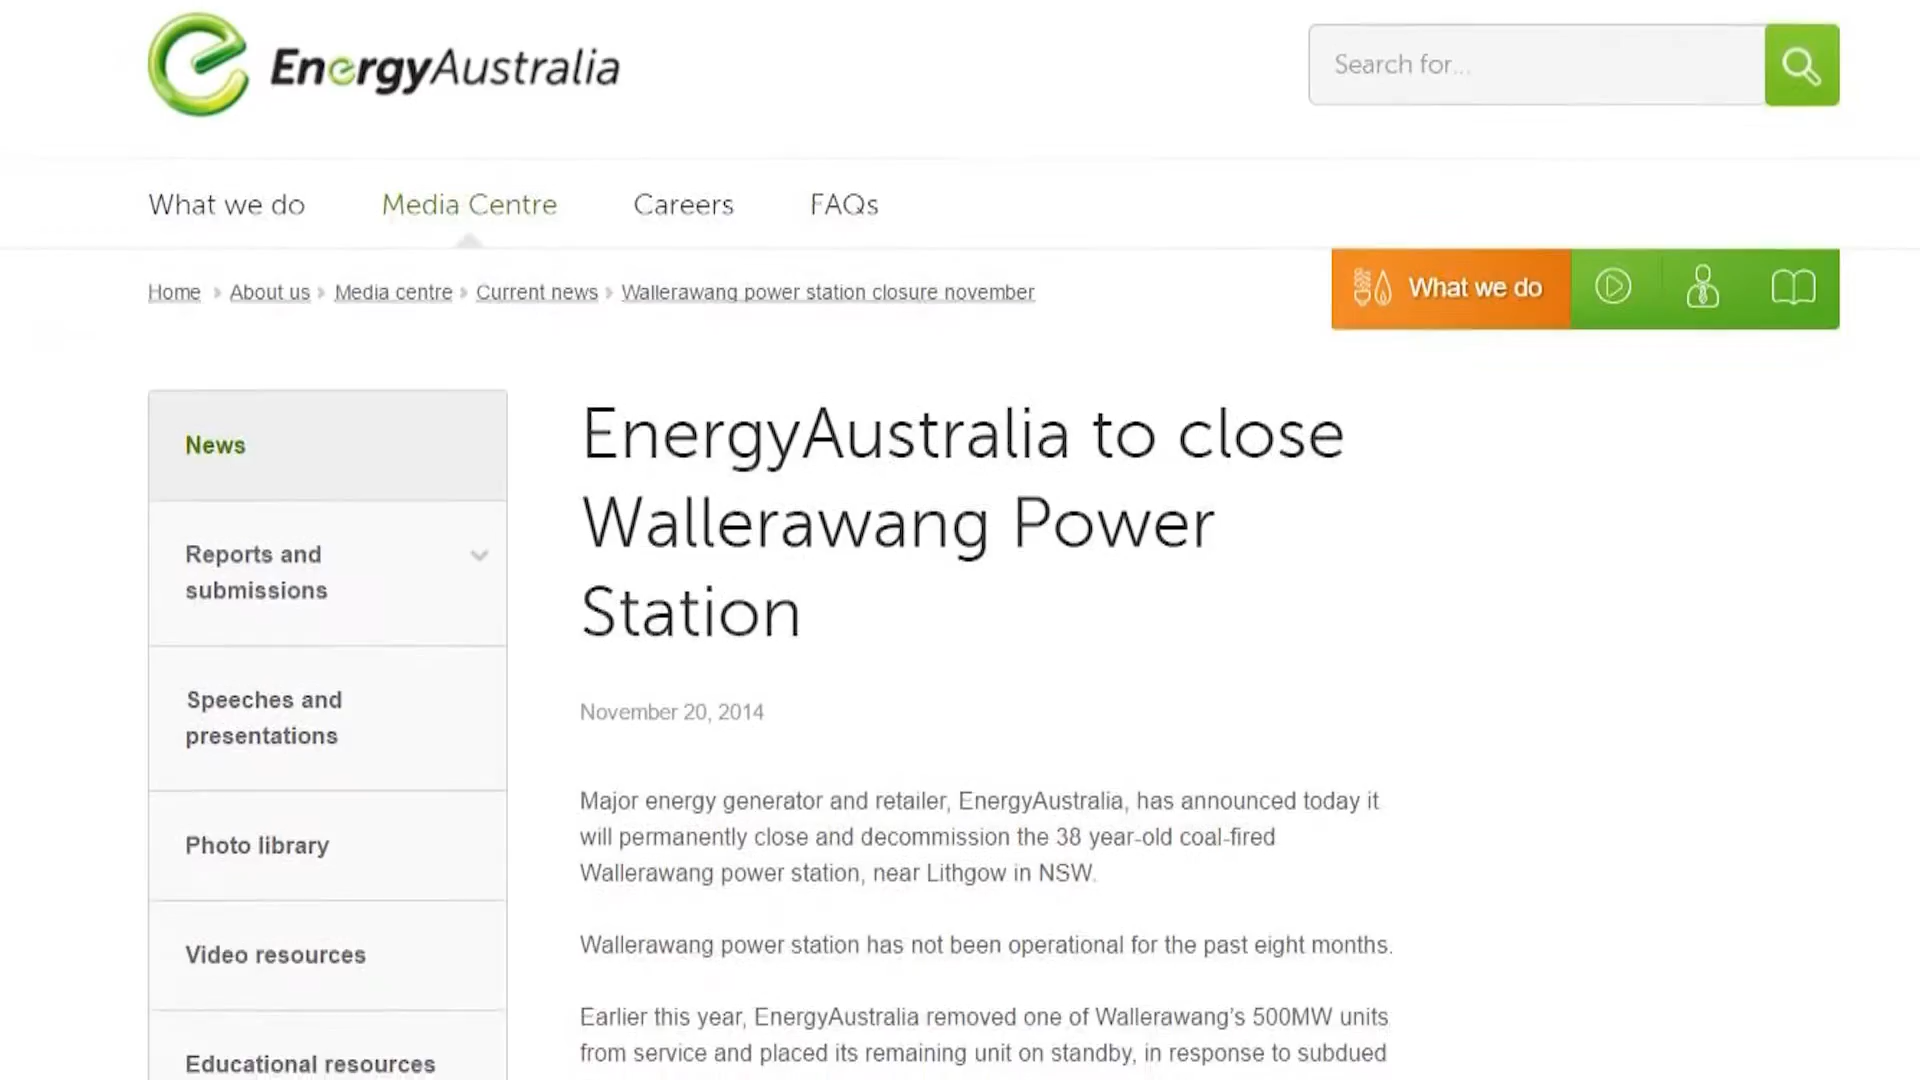 EnergyAustralia
Search for...
What we do
Media Centre
Careers
FAQs
Home › About us › Media centre › Current news › Wallerawang power station closure november
What we do
News
Reports and
submissions
Speeches and
presentations
Photo library
Video resources
Educational resources
EnergyAustralia to close
Wallerawang Power
Station
November 20, 2014
Major energy generator and retailer, EnergyAustralia, has announced today it
will permanently close and decommission the 38 year-old coal-fired
Wallerawang power station, near Lithgow in NSW.
Wallerawang power station has not been operational for the past eight months.
Earlier this year, EnergyAustralia removed one of Wallerawang's 500MW units
from service and placed its remaining unit on standby, in response to subdued